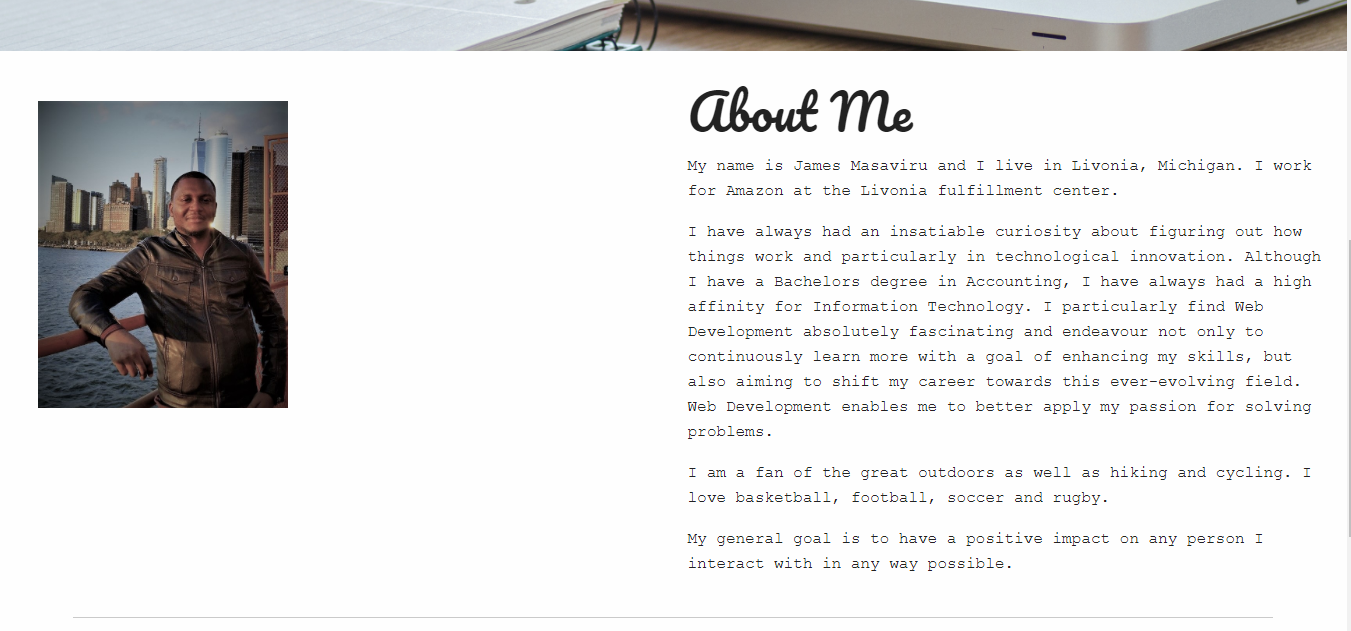 About Me
My name is James Masaviru and I live in Livonia, Michigan. I work
for Amazon at the Livonia fulfillment center.
I have always had an insatiable curiosity about figuring out how
things work and particularly in technological innovation. Although
I have a Bachelors degree in Accounting, I have always had a high
affinity for Information Technology. I particularly find Web
Development absolutely fascinating and endeavour not only to
continuously learn more with a goal of enhancing my skills, but
also aiming to shift my career towards this ever-evolving field.
Web Development enables me to better apply my passion for solving
problems.
I am a fan of the great outdoors as well as hiking and cycling. I
love basketball, football, soccer and rugby.
My general goal is to have a positive impact on any person I
interact with in any way possible.